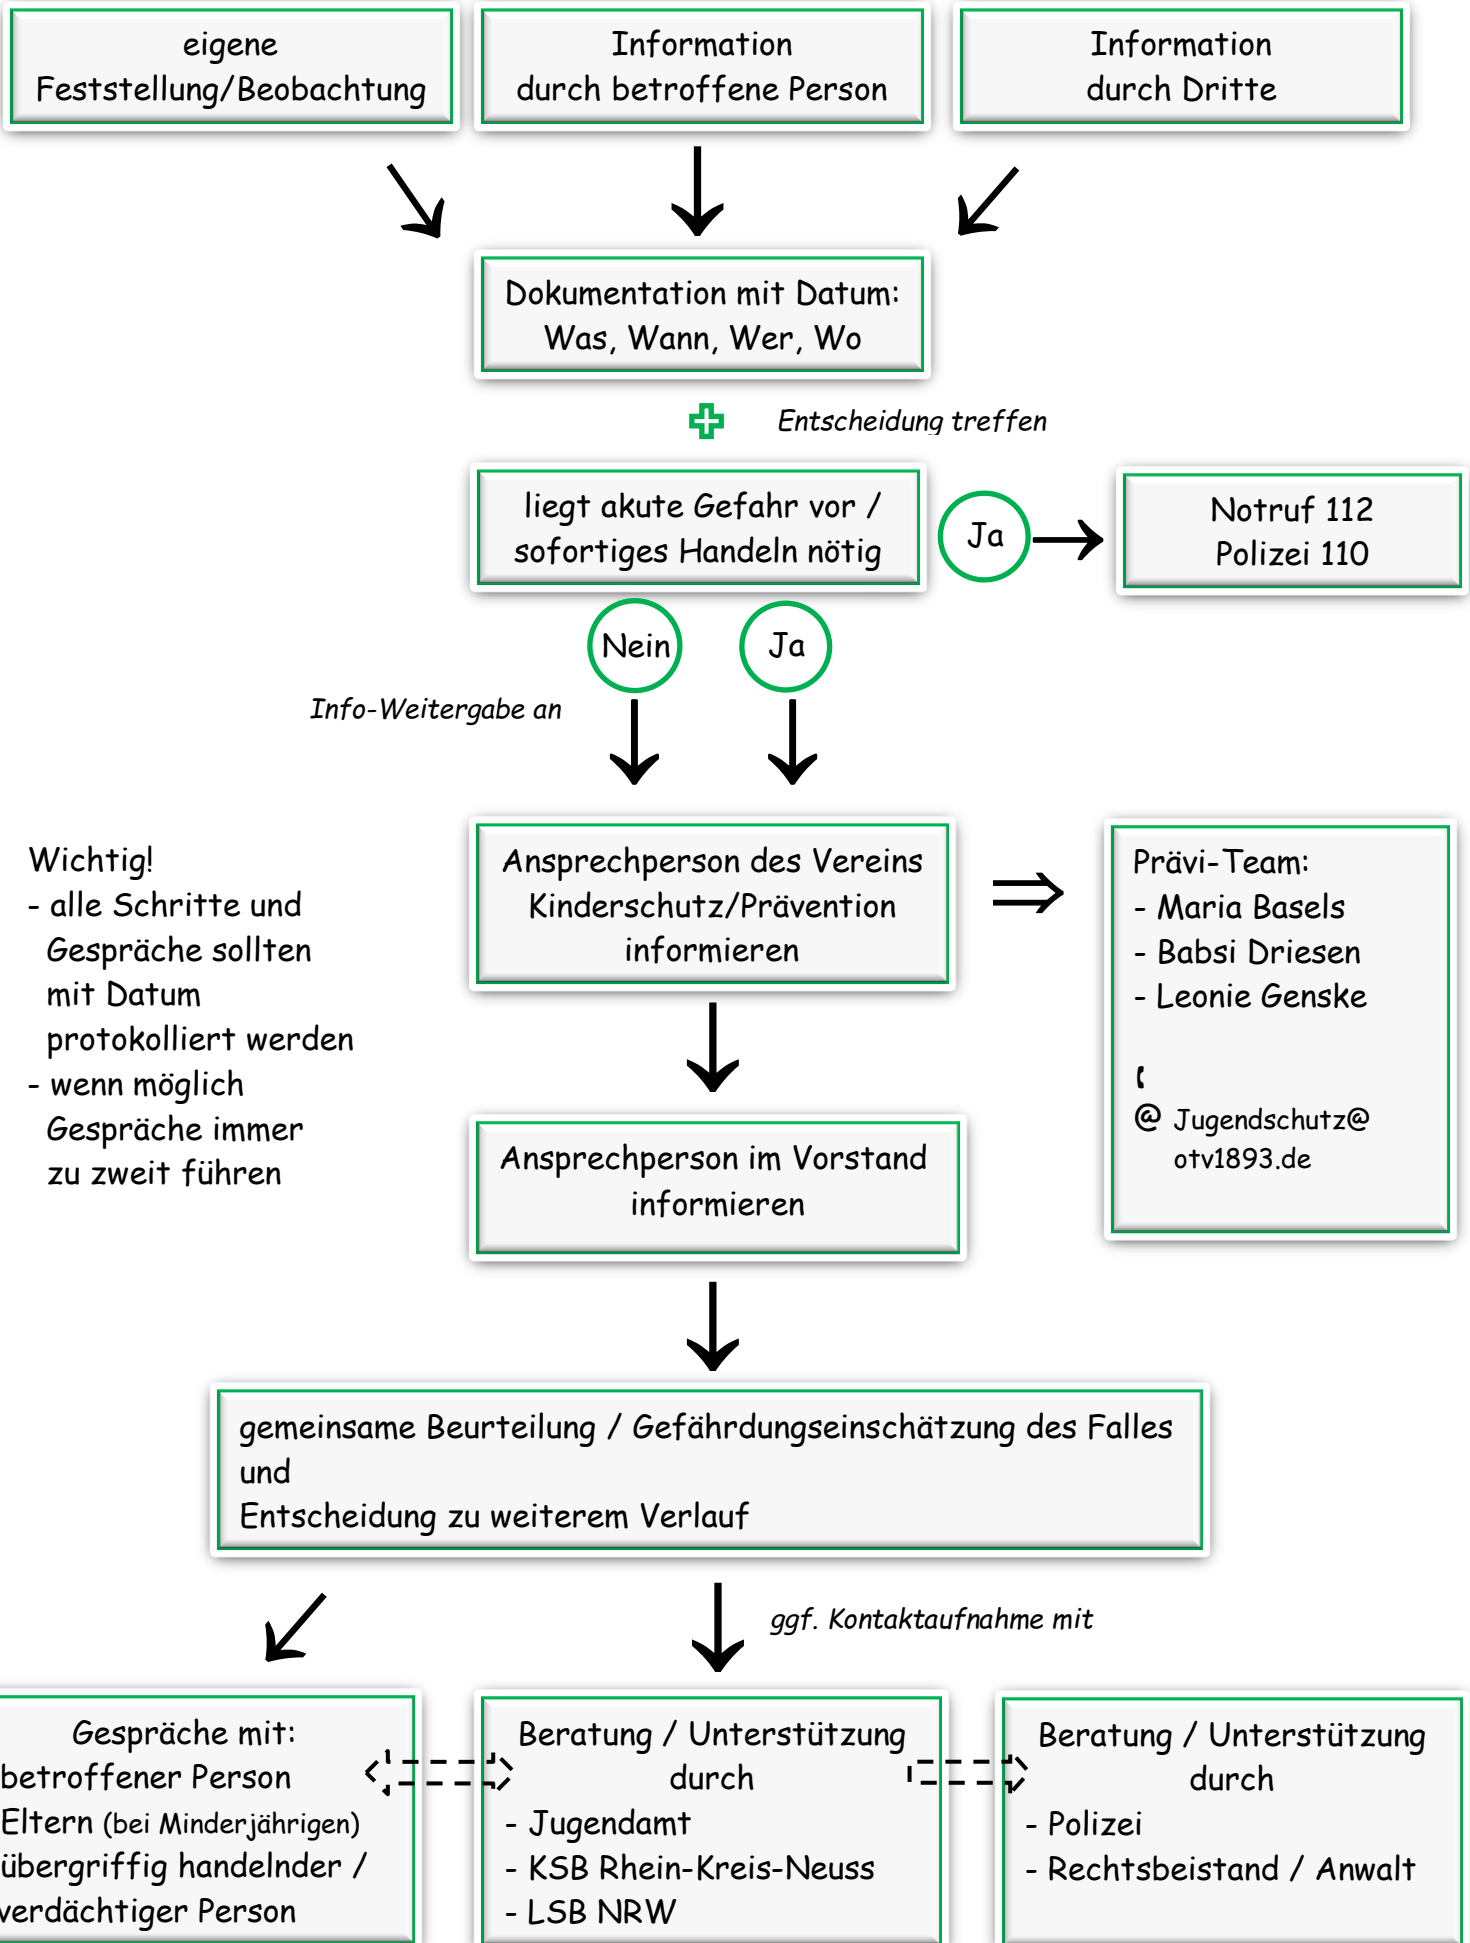 eigene
Feststellung/Beobachtung
Information
durch betroffene Person
Information
durch Dritte
Dokumentation mit Datum:
Was, Wann, Wer, Wo
Entscheidung treffen
liegt akute Gefahr vor /
sofortiges Handeln nötig
Ja
Notruf 112
Polizei 110
Nein
Ja
Info-Weitergabe an
Wichtig!
- alle Schritte und
Gespräche sollten
mit Datum
protokolliert werden
- wenn möglich
Gespräche immer
zu zweit führen
Ansprechperson des Vereins
Kinderschutz/Prävention
informieren
Prävi-Team:
- Maria Basels
- Babsi Driesen
- Leonie Genske
@ Jugendschutz@
otv1893.de
Ansprechperson im Vorstand
informieren
gemeinsame Beurteilung / Gefährdungseinschätzung des Falles
und
Entscheidung zu weiterem Verlauf
ggf. Kontaktaufnahme mit
Gespräche mit:
betroffener Person
Eltern (bei Minderjährigen)
übergriffig handelnder /
verdächtiger Person
Beratung / Unterstützung
durch
- Jugendamt
- KSB Rhein-Kreis-Neuss
- LSB NRW
Beratung / Unterstützung
durch
- Polizei
- Rechtsbeistand / Anwalt